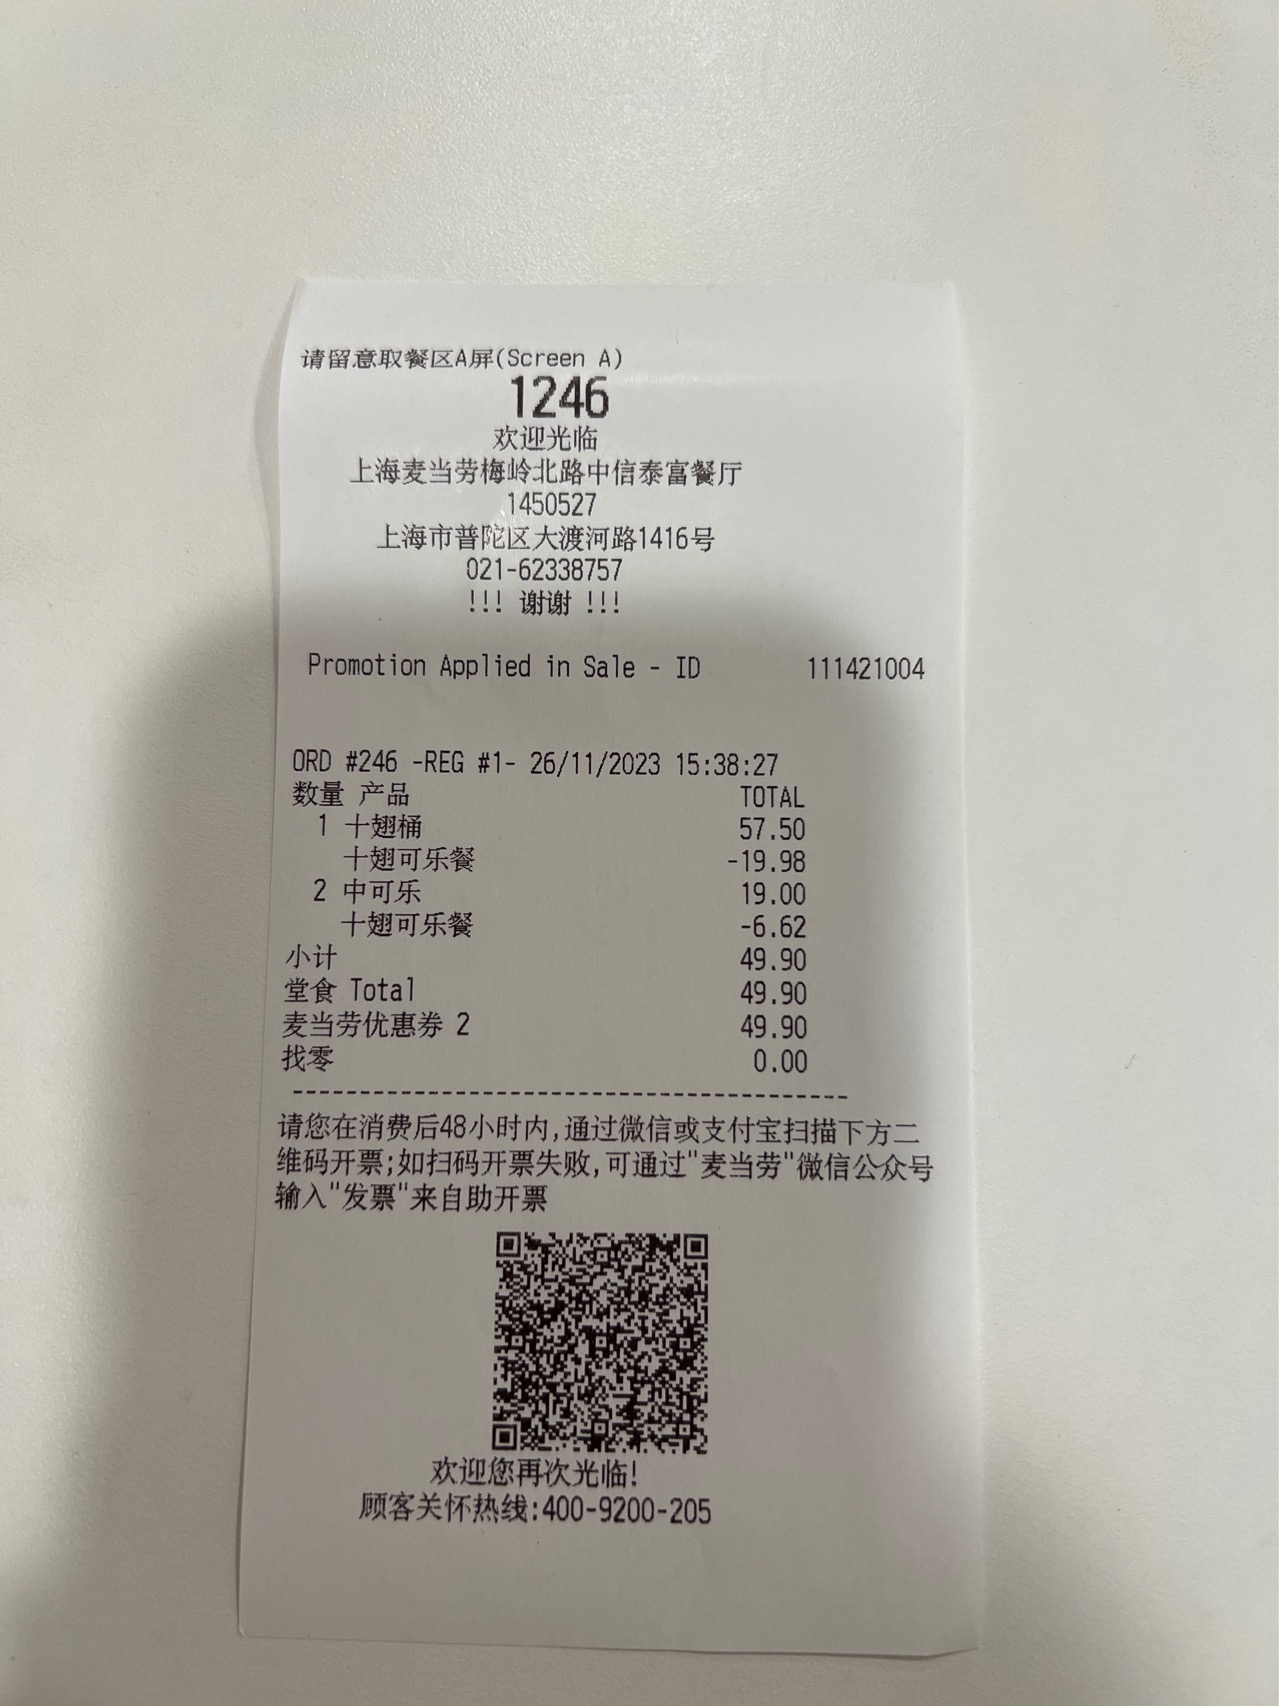 请留意取餐区A屏(Screen A)
1246
欢迎光临
上海麦当劳梅岭北路中信泰富餐厅
1450527
上海市普陀区大渡河路1416号
021-62338757
!!! 谢谢 !!!
Promotion Applied in Sale - ID 111421004
ORD #246 -REG #1- 26/11/2023 15:38:27
数量 产品 TOTAL
1 十翅桶 57.50
十翅可乐餐 -19.98
2 中可乐 19.00
十翅可乐餐 -6.62
小计 49.90
堂食 Total 49.90
麦当劳优惠券 2 49.90
找零 0.00
------------------------------------------
请您在消费后48小时内,通过微信或支付宝扫描下方二
维码开票;如扫码开票失败,可通过"麦当劳"微信公众号
输入"发票"来自助开票
欢迎您再次光临!
顾客关怀热线:400-9200-205